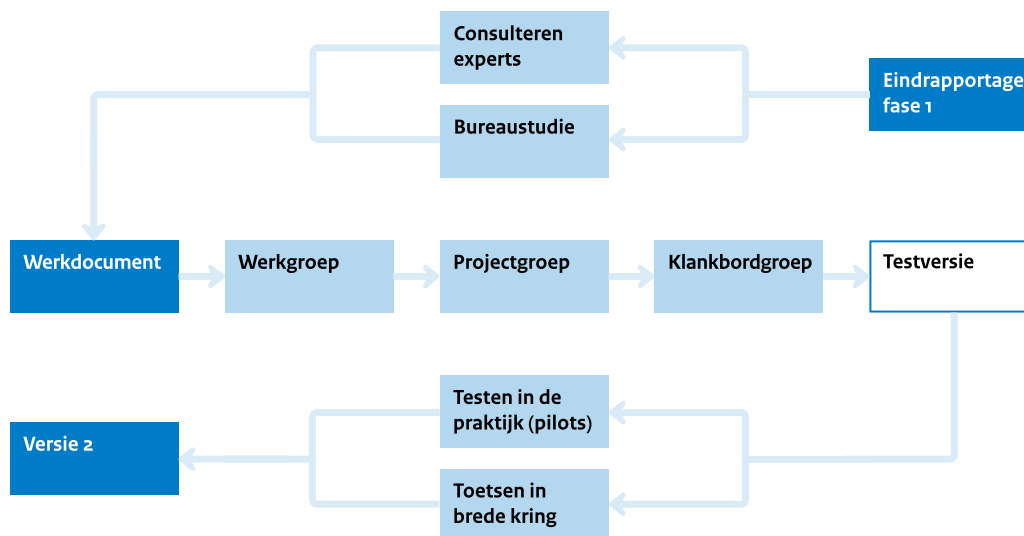 Consulteren
experts
Eindrapportage
fase 1
Bureaustudie
Werkdocument
Werkgroep
Projectgroep
Klankbordgroep
Testversie
Testen in de
praktijk (pilots)
Versie 2
Toetsen in
brede kring